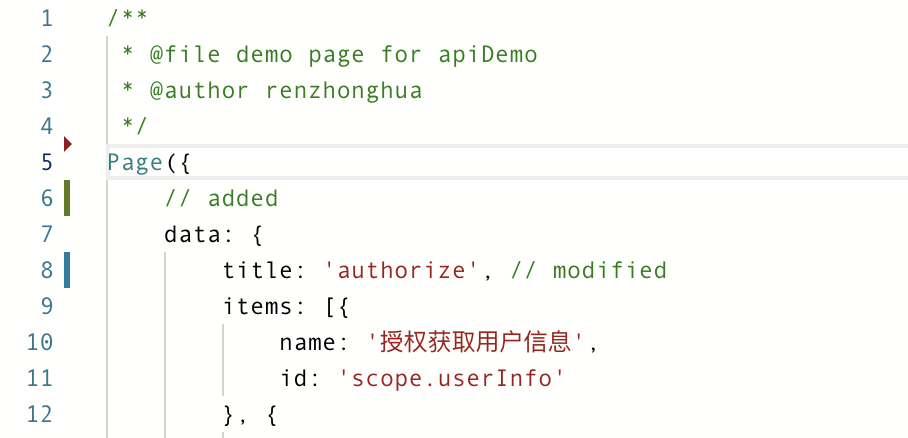 1 /**
2  * @file demo page for apiDemo
3  * @author renzhonghua
4  */
5 Page({
6     // added
7     data: {
8         title: 'authorize', // modified
9         items: [{
10             name: '授权获取用户信息',
11             id: 'scope.userInfo'
12         }, {